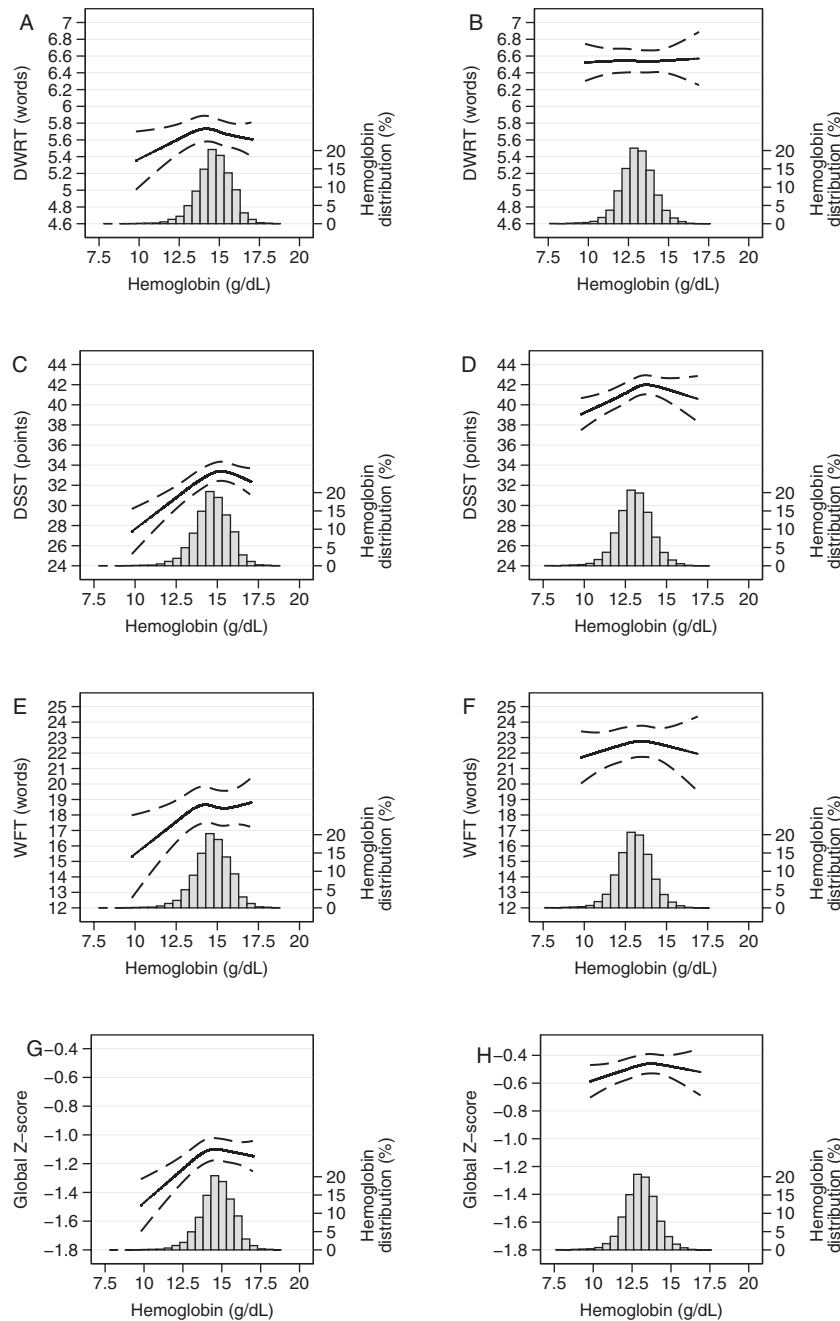 A
DWRT (words)
7
6.8
6.6
6.4
6.2
6
5.8
5.6
5.4
5.2
5
4.8
4.6
20
15
10
5
0
Hemoglobin
distribution (%)
7.5 10 12.5 15 17.5 20
Hemoglobin (g/dL)
B
DWRT (words)
7
6.8
6.6
6.4
6.2
6
5.8
5.6
5.4
5.2
5
4.8
4.6
20
15
10
5
0
Hemoglobin
distribution (%)
7.5 10 12.5 15 17.5 20
Hemoglobin (g/dL)
C
DSST (points)
44
42
40
38
36
34
32
30
28
26
24
20
15
10
5
0
Hemoglobin
distribution (%)
7.5 10 12.5 15 17.5 20
Hemoglobin (g/dL)
D
DSST (points)
44
42
40
38
36
34
32
30
28
26
24
20
15
10
5
0
Hemoglobin
distribution (%)
7.5 10 12.5 15 17.5 20
Hemoglobin (g/dL)
E
WFT (words)
25
24
23
22
21
20
19
18
17
16
15
14
13
12
20
15
10
5
0
Hemoglobin
distribution (%)
7.5 10 12.5 15 17.5 20
Hemoglobin (g/dL)
F
WFT (words)
25
24
23
22
21
20
19
18
17
16
15
14
13
12
20
15
10
5
0
Hemoglobin
distribution (%)
7.5 10 12.5 15 17.5 20
Hemoglobin (g/dL)
G
Global Z−score
−0.4
−0.6
−0.8
−1.0
−1.2
−1.4
−1.6
−1.8
20
15
10
5
0
Hemoglobin
distribution (%)
7.5 10 12.5 15 17.5 20
Hemoglobin (g/dL)
H
Global Z−score
−0.4
−0.6
−0.8
−1.0
−1.2
−1.4
−1.6
−1.8
20
15
10
5
0
Hemoglobin
distribution (%)
7.5 10 12.5 15 17.5 20
Hemoglobin (g/dL)